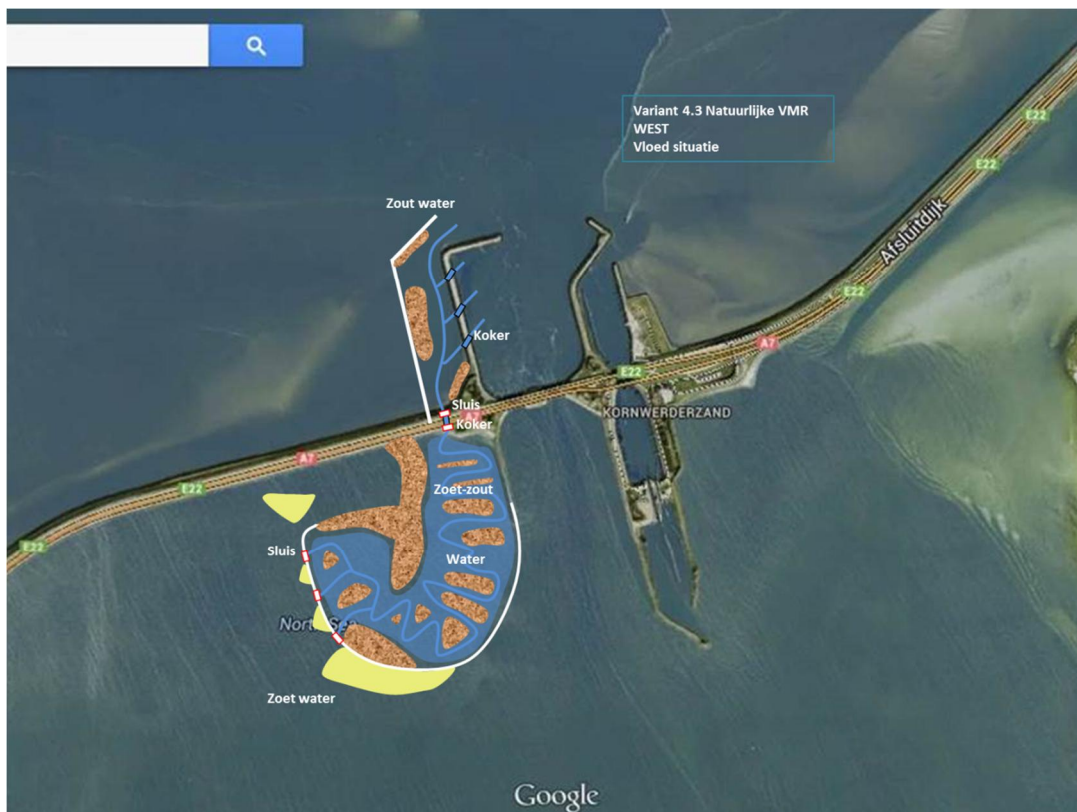 Variant 4.3 Natuurlijke VMR
WEST
Vloed situatie
E22
E22
Afsluitdijk
E22
Zout water
Koker
A7
E22
Sluis
A7
KORNWERDERZAND
Koker
A7
Zoet-zout
E22
E22
Sluis
Water
North Sea
Zoet water
Google